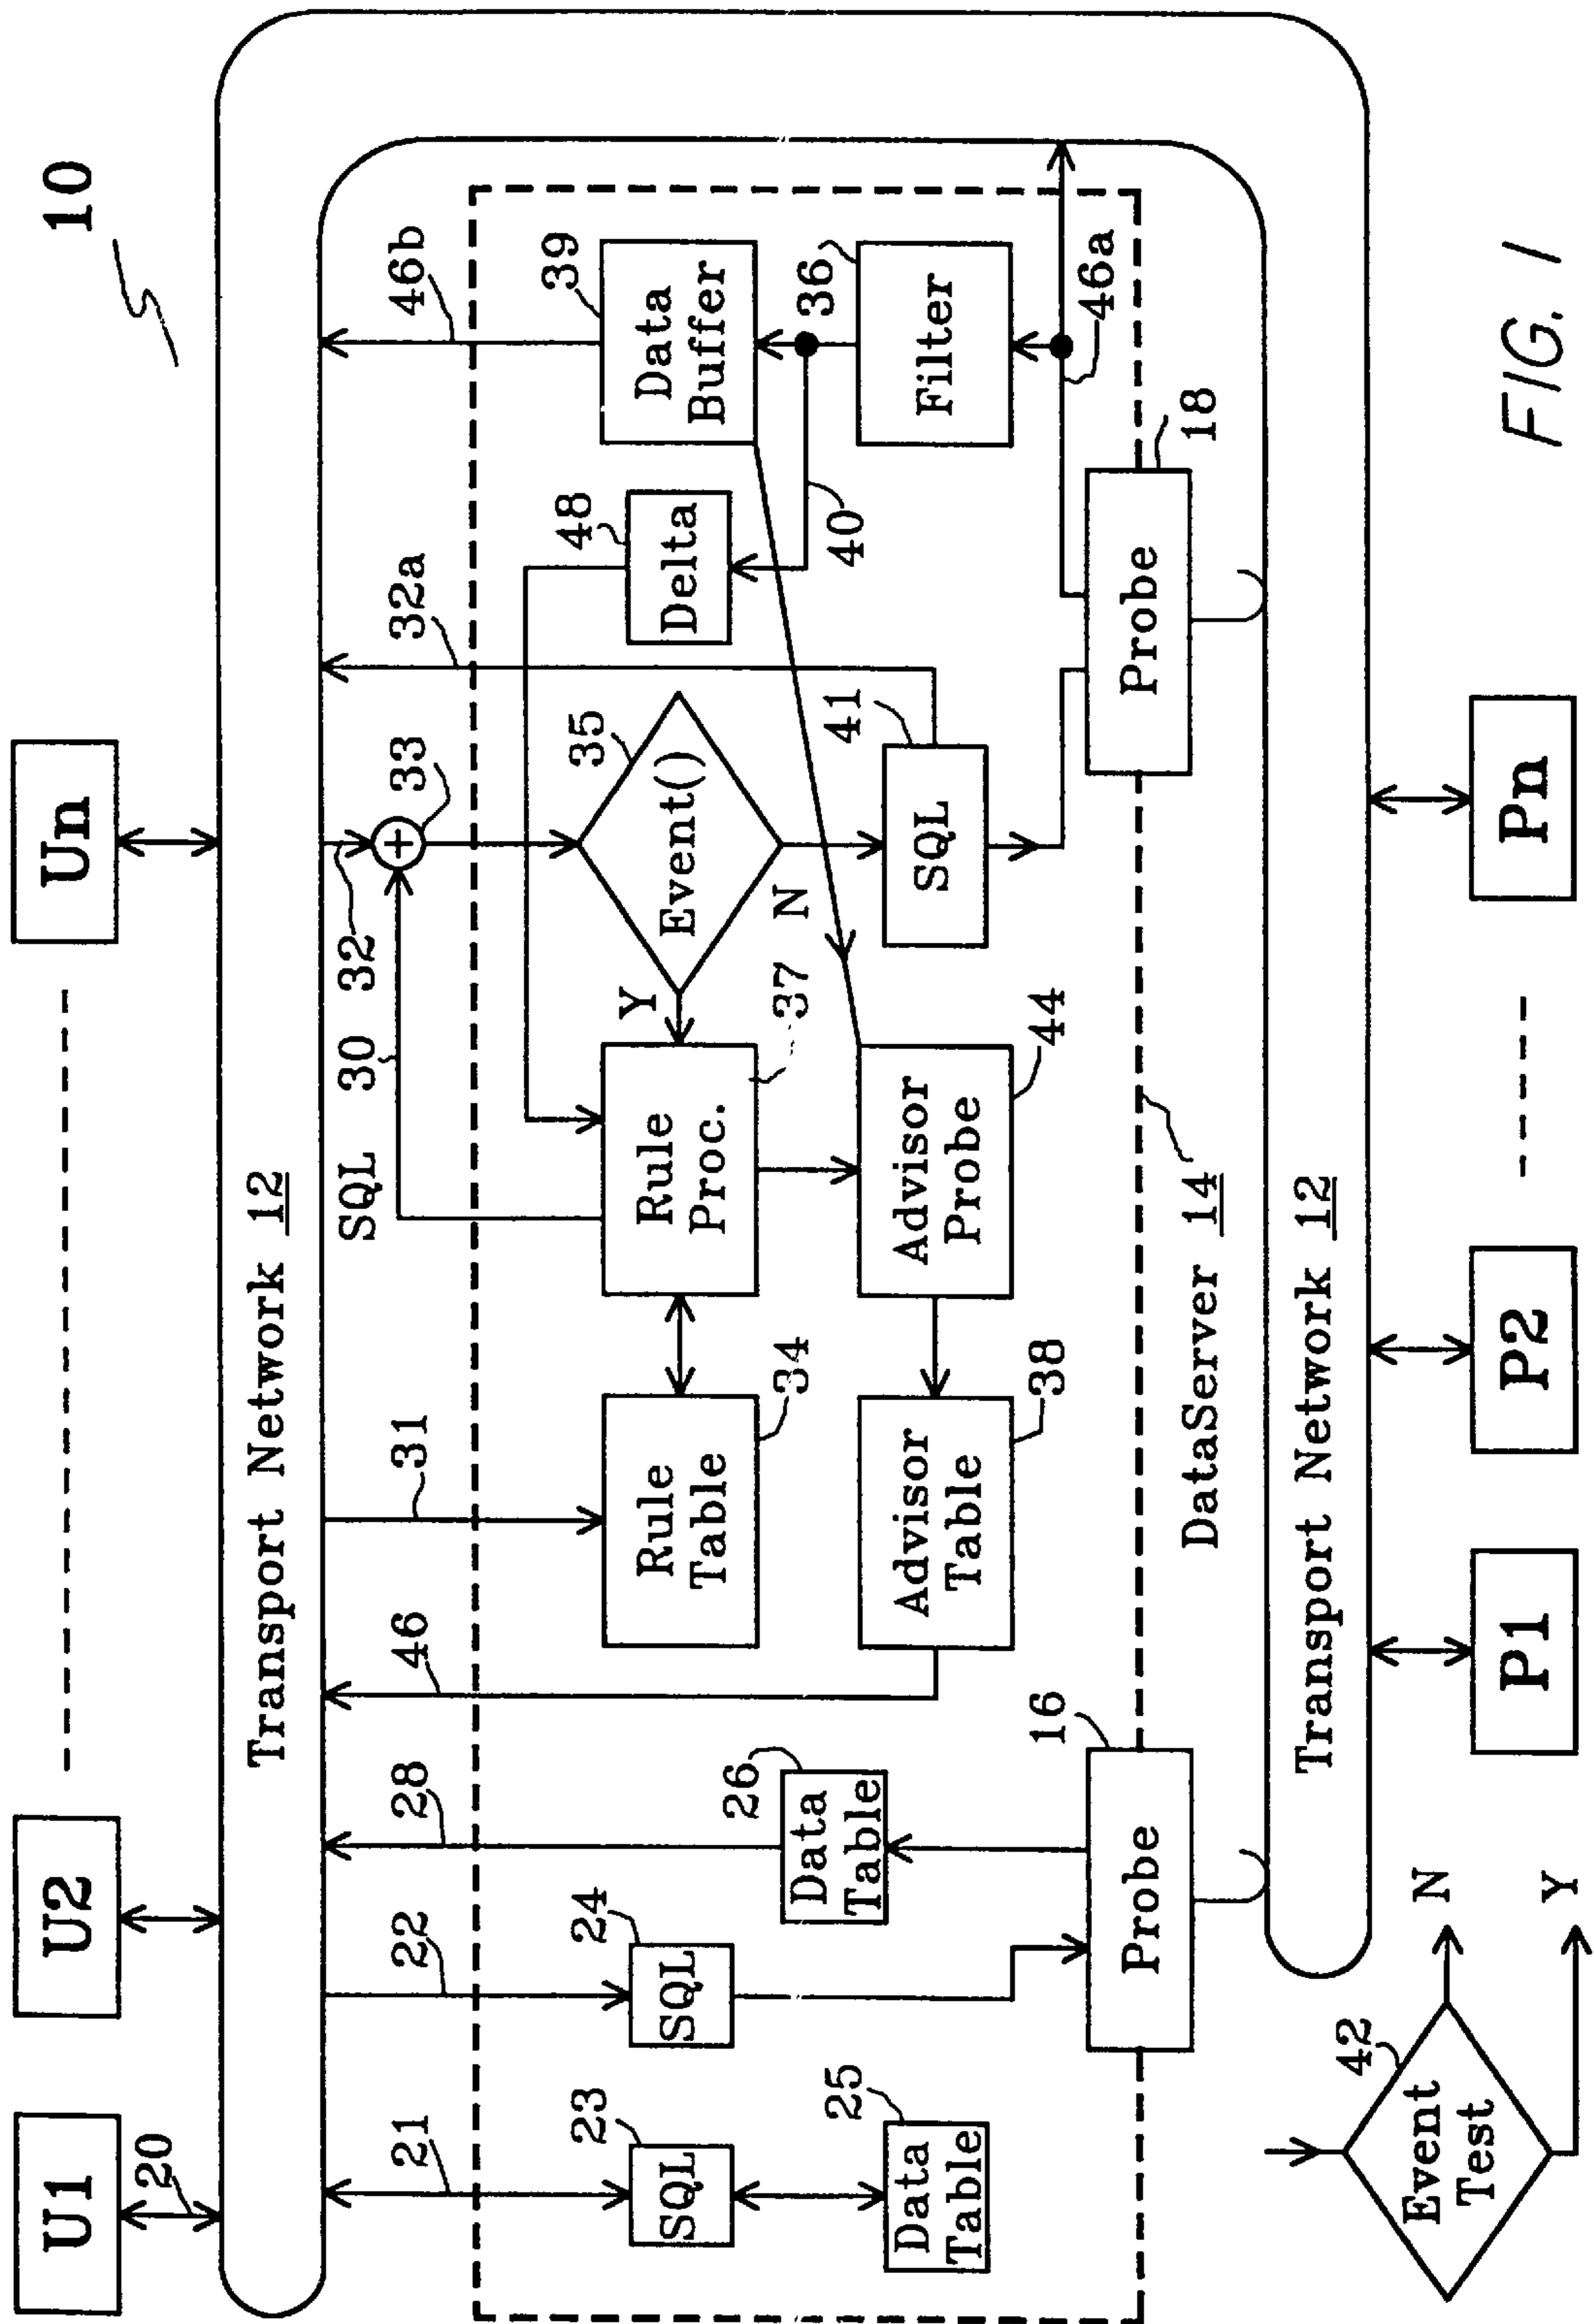 10
U1
U2
Un
20
Transport Network 12
21
22
28
46
31
SQL 30
32
33
32a
46b
23
SQL
24
SQL
Rule
Table
34
Rule
Proc.
37
Y
Event()
35
N
48
Delta
39
Data
Buffer
40
36
Filter
46a
25
Data
Table
26
Data
Table
Advisor
Table
38
Advisor
Probe
44
SQL
41
16
Probe
18
Probe
DataServer 14
Transport Network 12
42
Event
Test
N
Y
P1
P2
Pn
FIG. 1